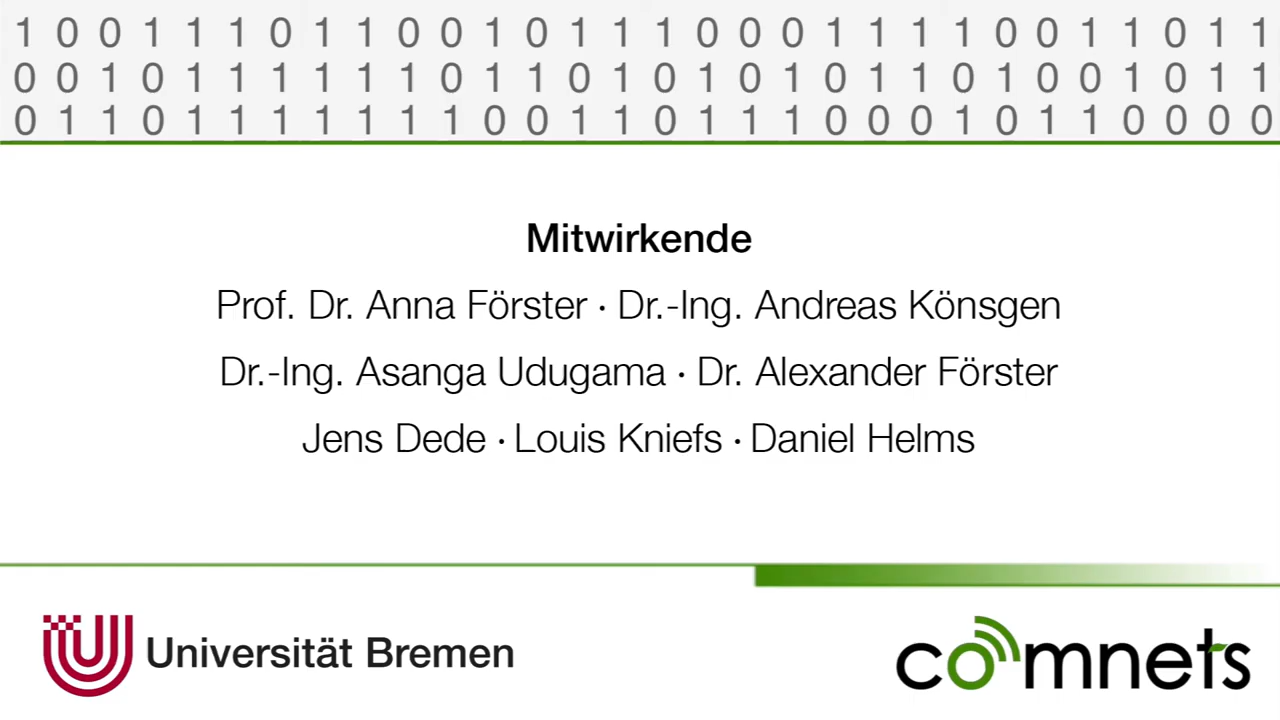 1 0 0 1 1 1 0 1 1 0 0 1 0 1 1 1 0 0 0 1 1 1 1 0 0 1 1 0 1 1
0 0 1 0 1 1 1 1 1 1 0 1 1 0 1 0 1 0 1 0 1 1 0 1 0 0 1 0 1 1
0 1 1 0 1 1 1 1 1 1 1 0 0 1 1 0 1 1 1 0 0 0 1 0 1 1 0 0 0 0
Mitwirkende
Prof. Dr. Anna Förster · Dr.-Ing. Andreas Könsgen
Dr.-Ing. Asanga Udugama · Dr. Alexander Förster
Jens Dede · Louis Kniefs · Daniel Helms
Universität Bremen
comnets